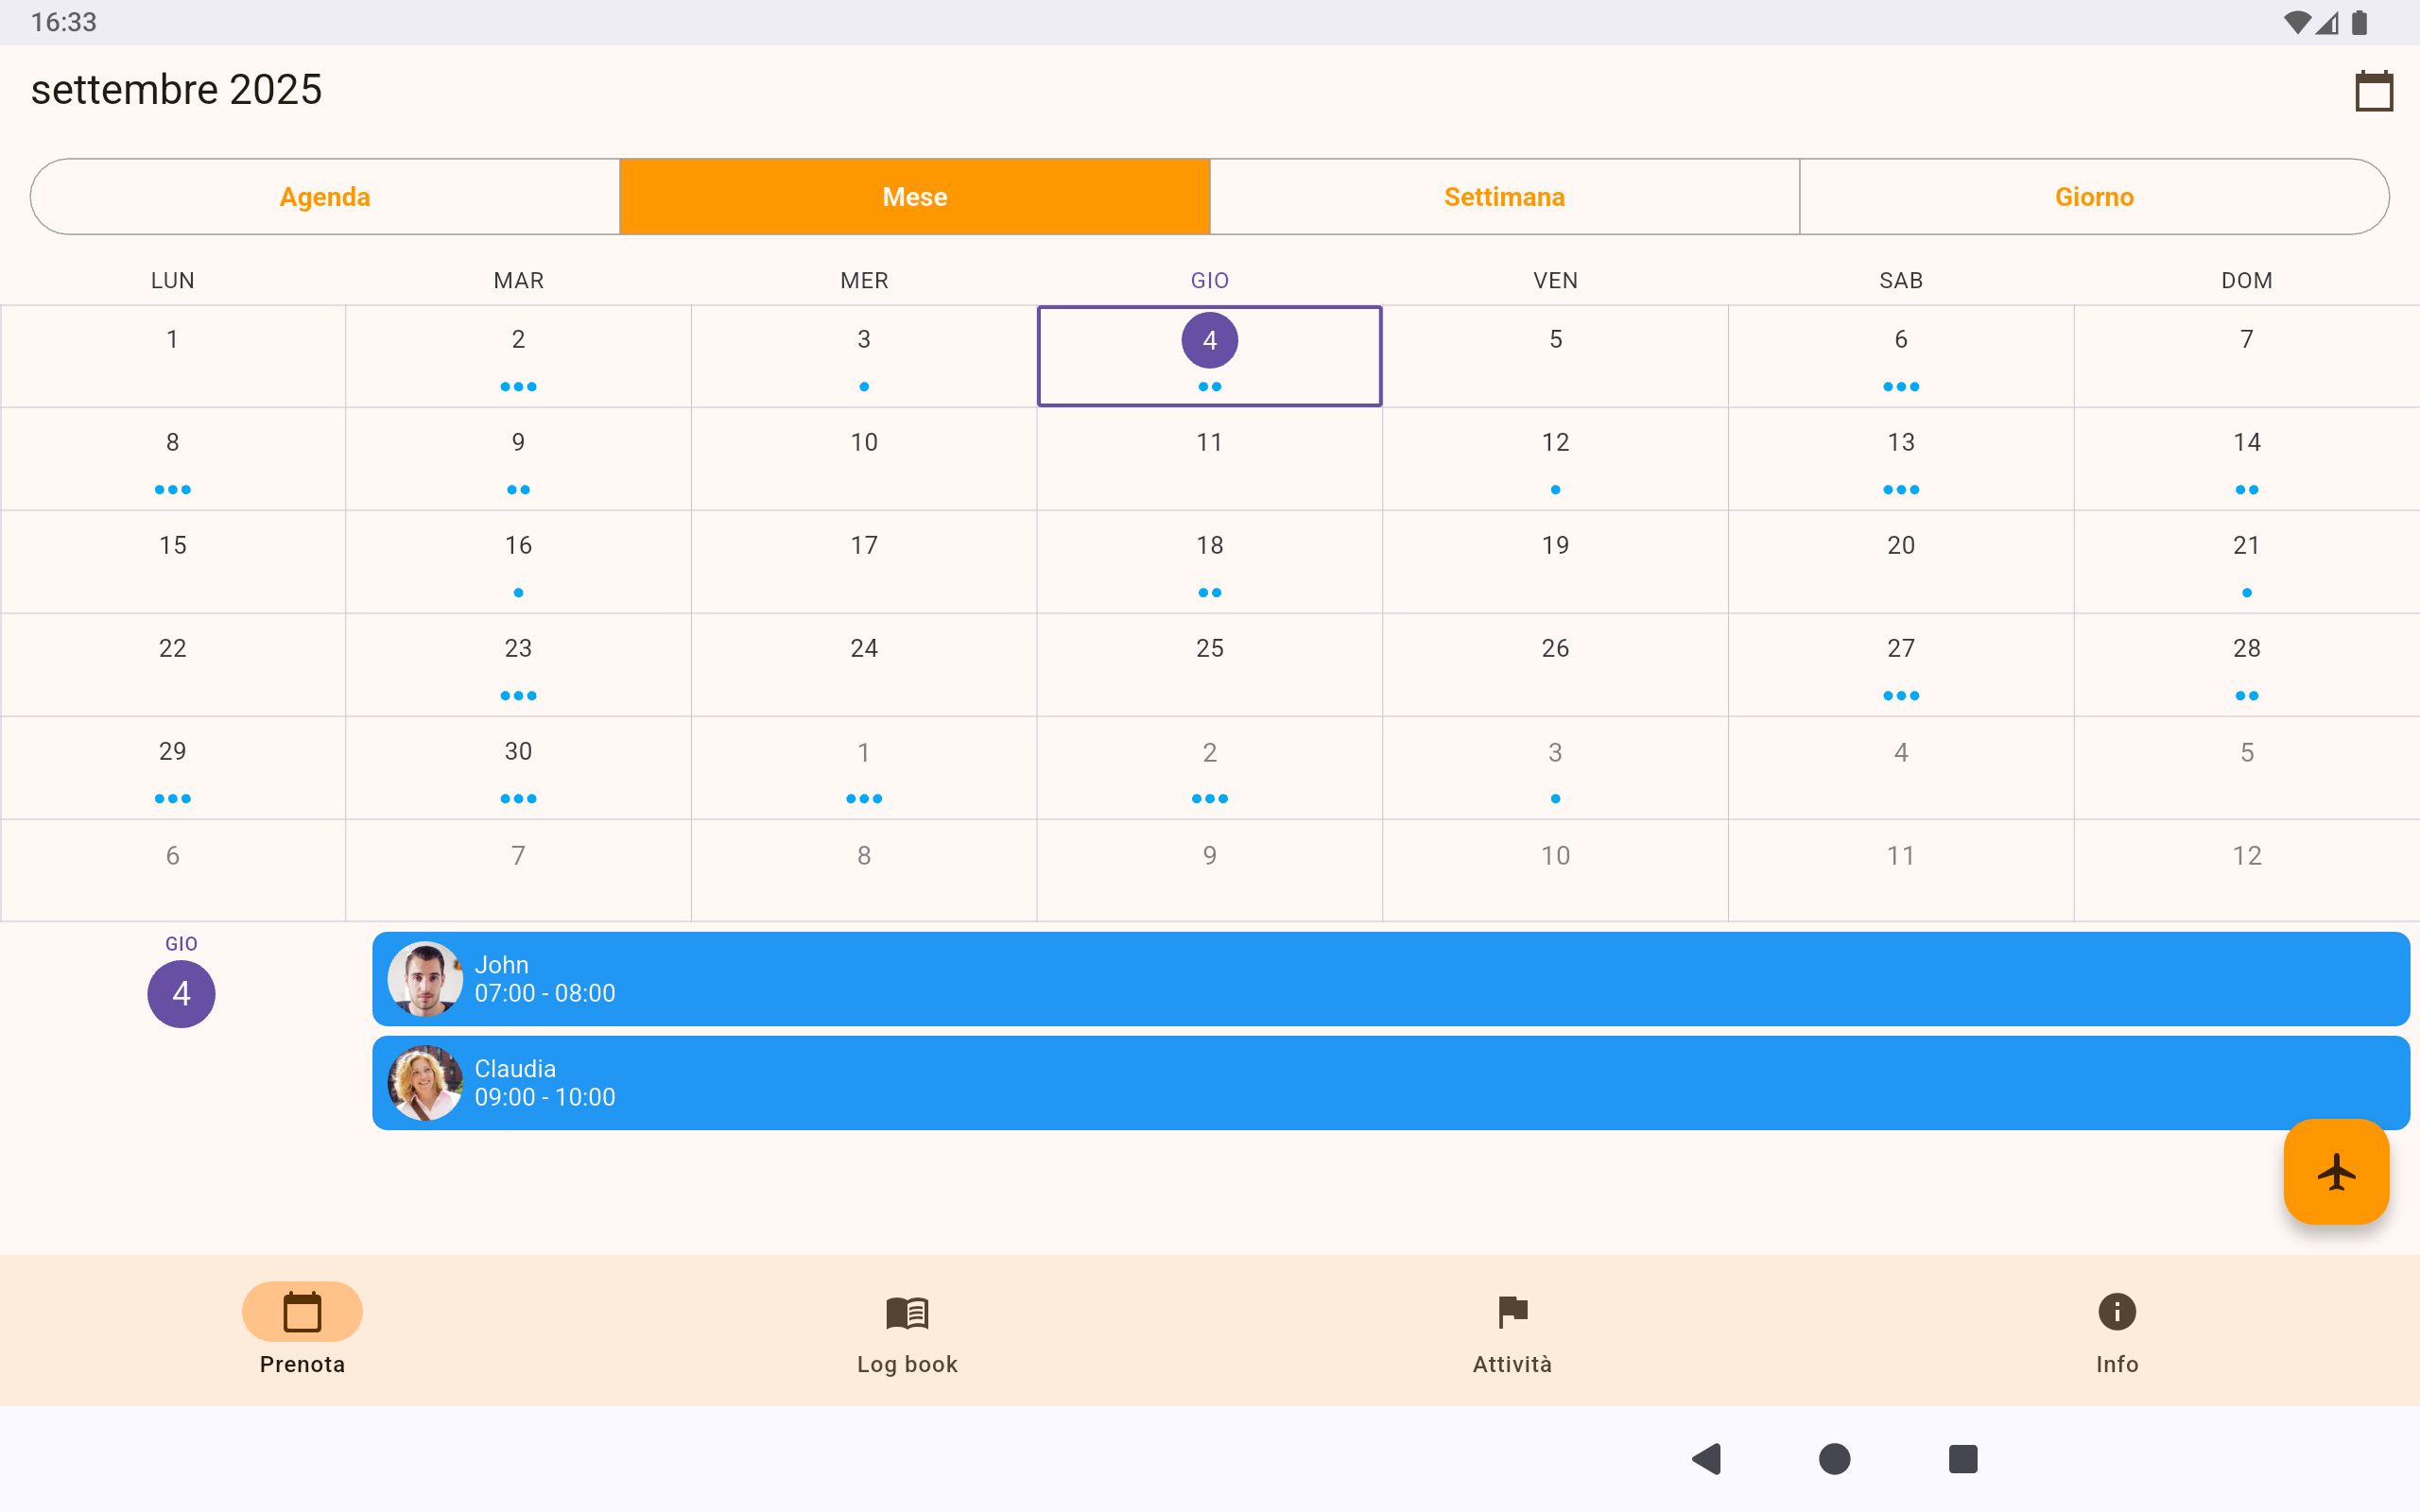 16:33
settembre 2025
Agenda Mese Settimana Giorno
LUN MAR MER GIO VEN SAB DOM
1 2 3 4 5 6 7
8 9 10 11 12 13 14
15 16 17 18 19 20 21
22 23 24 25 26 27 28
29 30 1 2 3 4 5
6 7 8 9 10 11 12
GIO
4
John
07:00 - 08:00
Claudia
09:00 - 10:00
Prenota Log book Attività Info